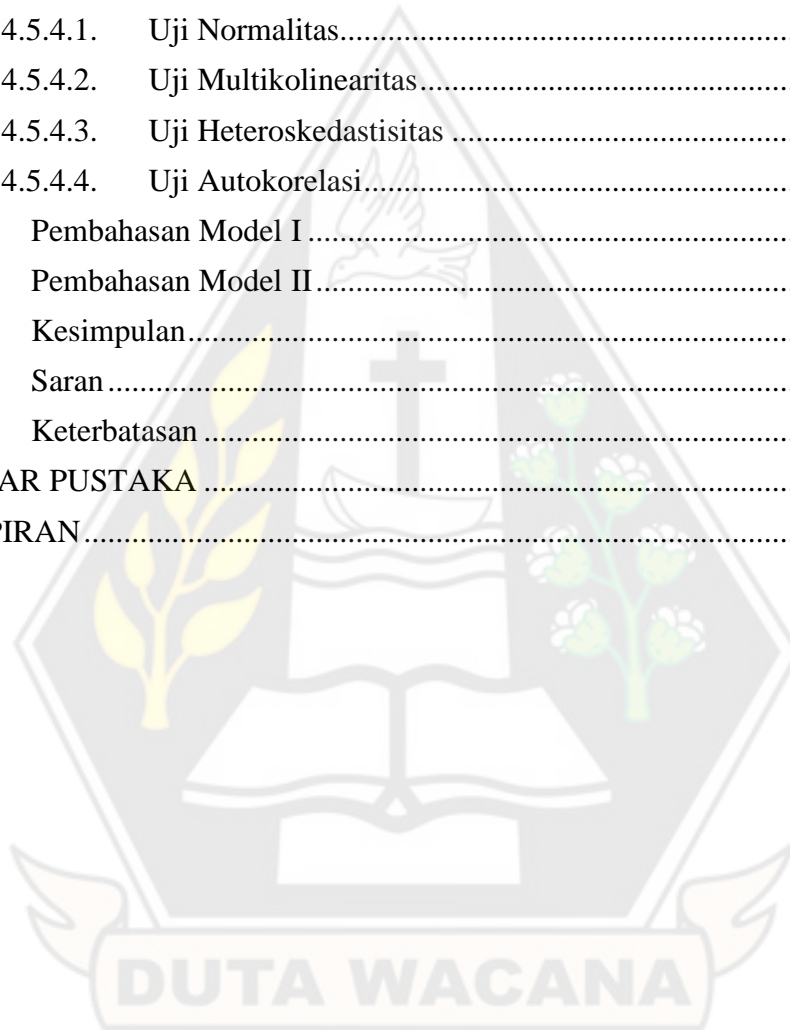 4.5.4.1. Uji Normalitas
4.5.4.2. Uji Multikolinearitas
4.5.4.3. Uji Heteroskedastisitas
4.5.4.4. Uji Autokorelasi
Pembahasan Model I
Pembahasan Model II
Kesimpulan
Saran
Keterbatasan
AR PUSTAKA
PIRAN
DUTA WACANA